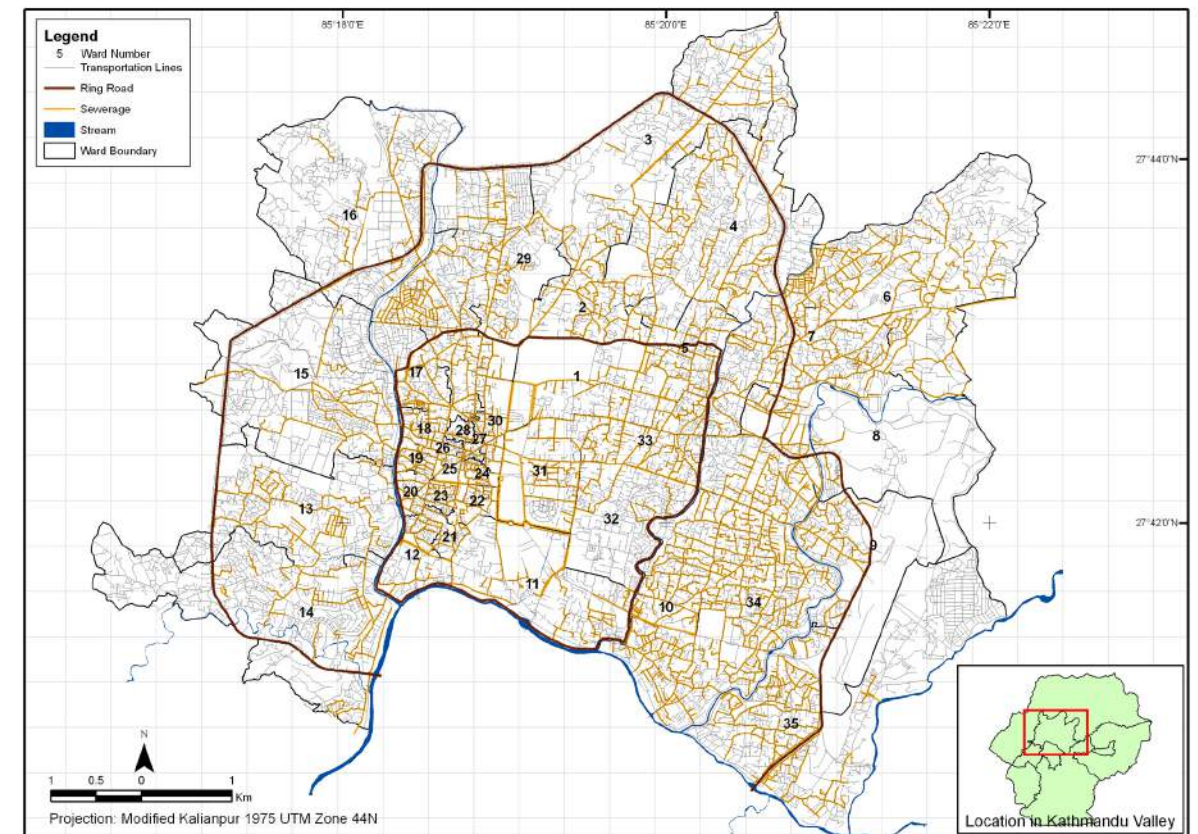 85°18'0"E
85°20'0"E
85°22'0"E
Legend
5 Ward Number
Transportation Lines
Ring Road
Sewerage
Stream
Ward Boundary
27°44'0"N
3
16
4
29
6
2
7
5
17
1
15
30
18
28
27
8
33
26
19
25
24
31
20
23
22
13
32
27°42'0"N
21
12
9
11
10
34
14
35
N
1 0.5 0 1
Km
Projection: Modified Kalianpur 1975 UTM Zone 44N
Location in Kathmandu Valley